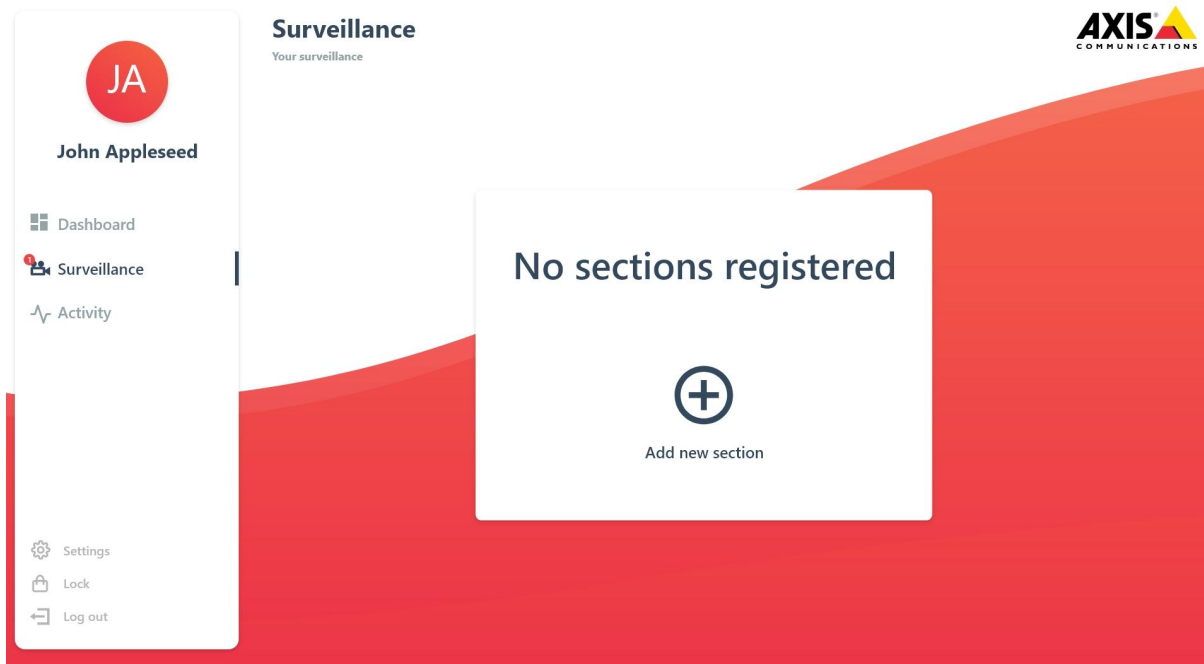 JA
John Appleseed
Dashboard
1
Surveillance
Activity
Settings
Lock
Log out
Surveillance
Your surveillance
AXIS
COMMUNICATIONS
No sections registered
Add new section